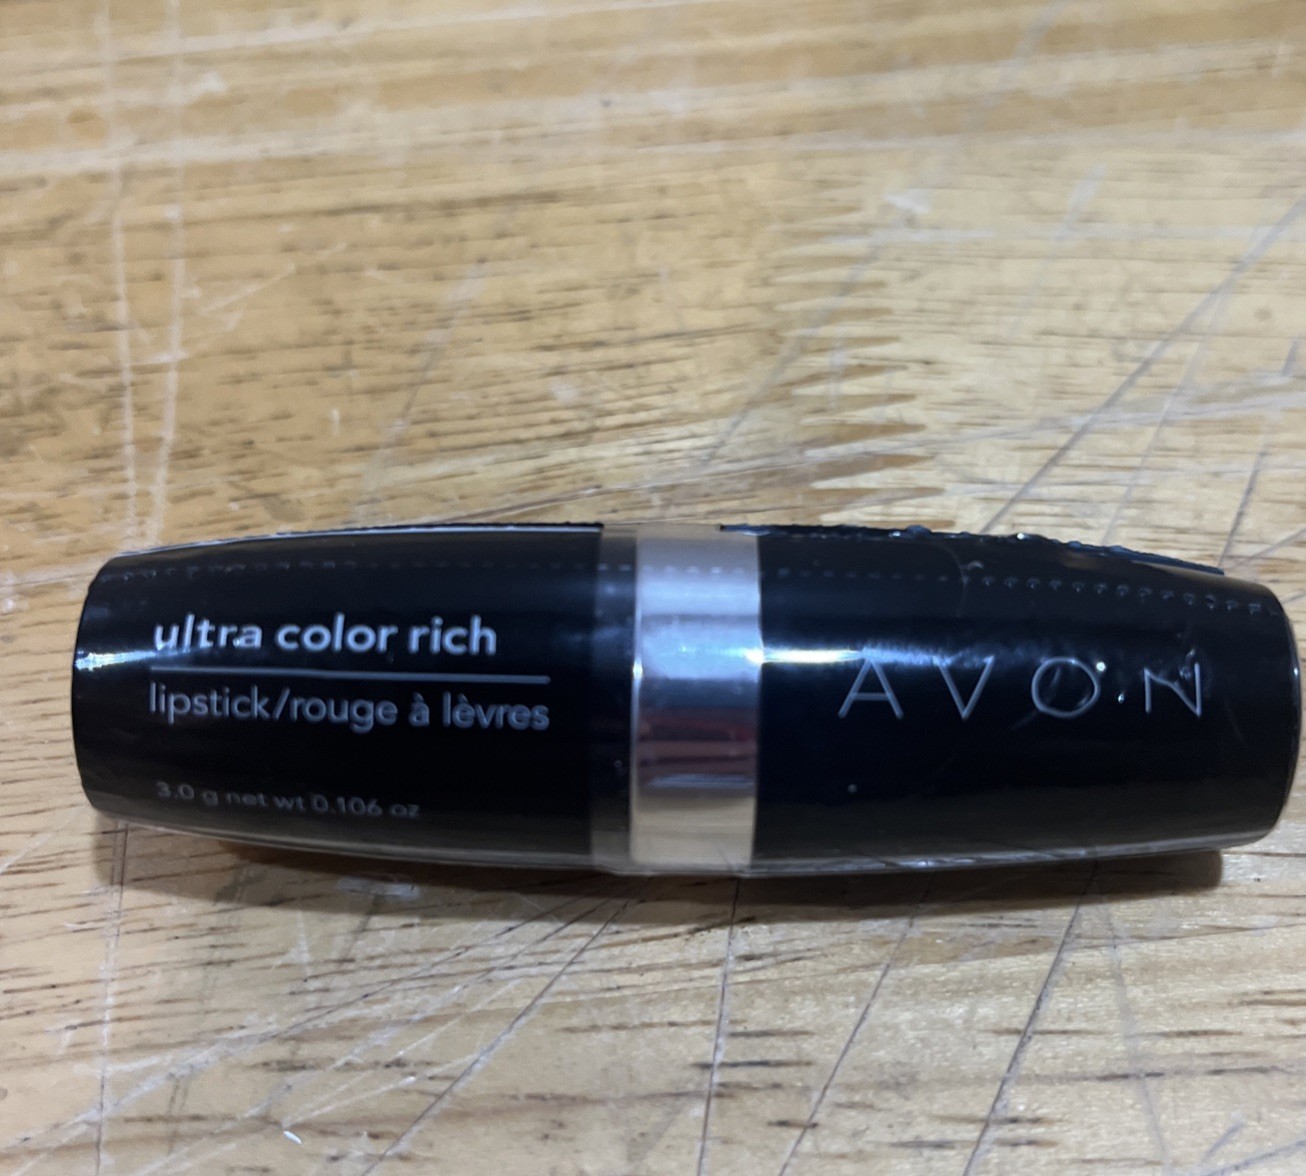 ultra color rich
lipstick/rouge à lèvres
3.0 g net wt 0.106 oz
AVON